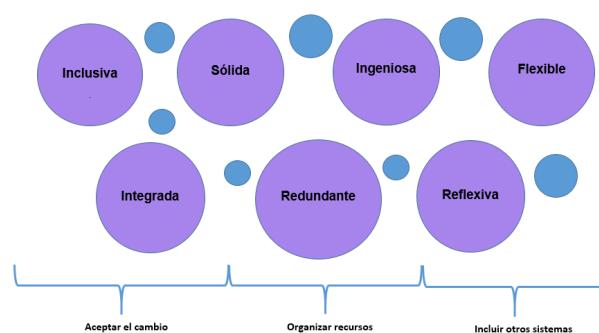 Inclusiva
Sólida
Ingeniosa
Flexible
Integrada
Redundante
Reflexiva
Aceptar el cambio
Organizar recursos
Incluir otros sistemas